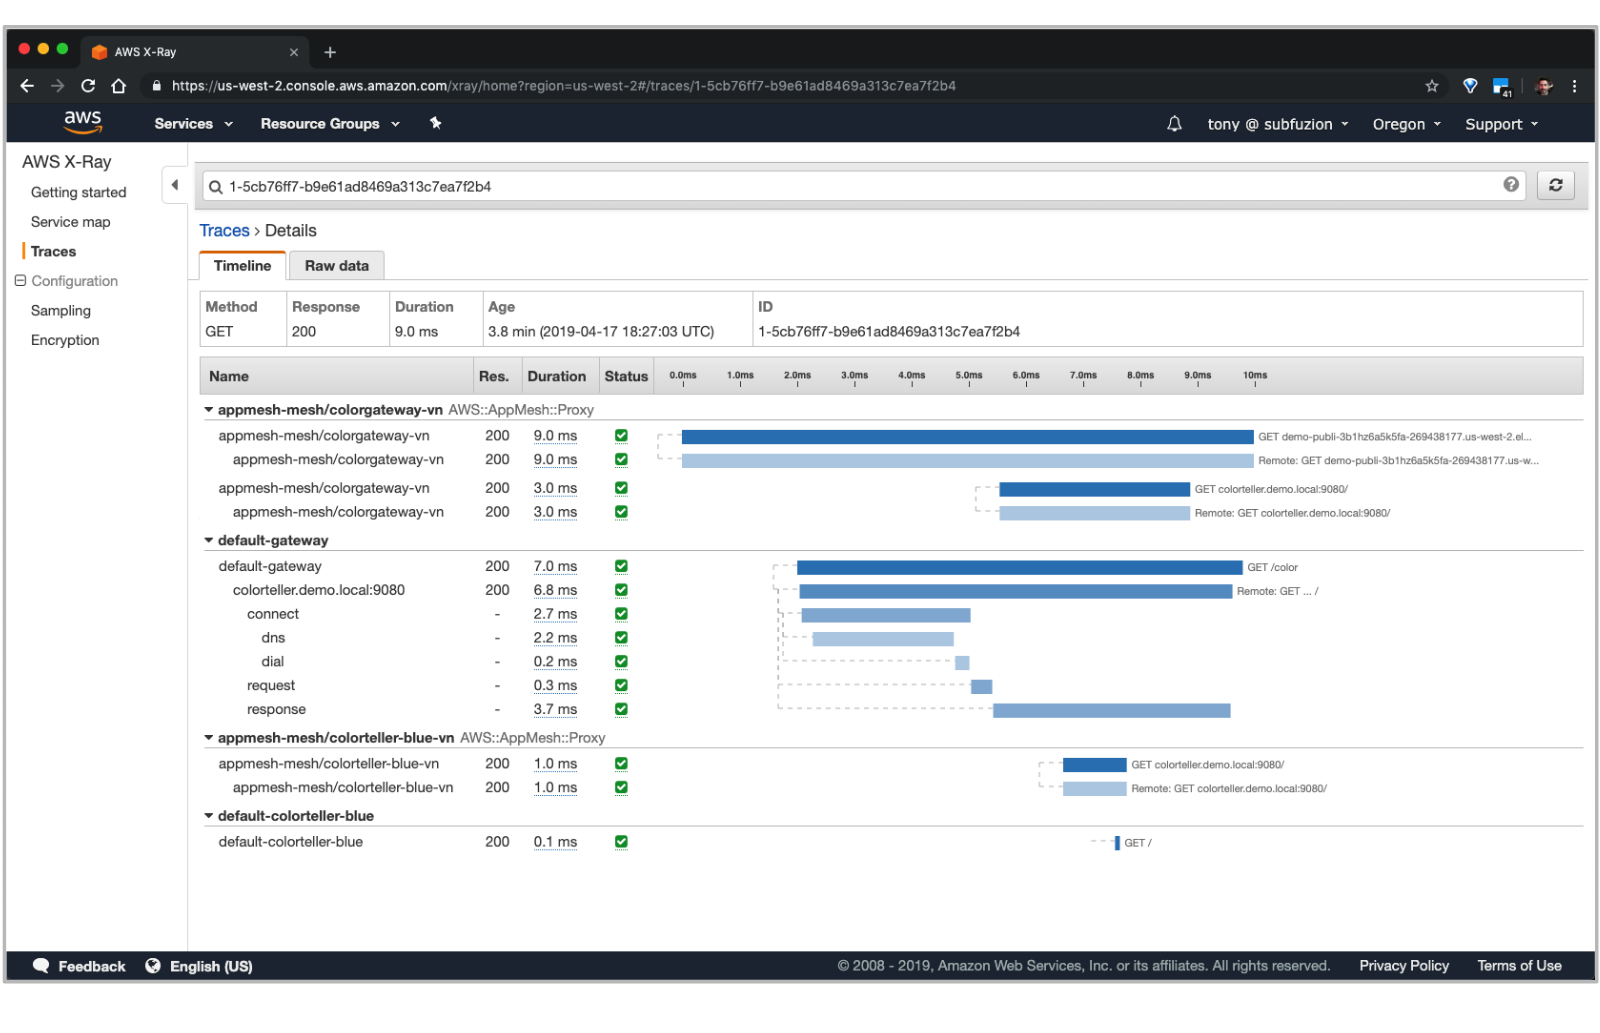 AWS X-Ray
https://us-west-2.console.aws.amazon.com/xray/home?region=us-west-2#/traces/1-5cb76ff7-b9e61ad8469a313c7ea7f2b4
41
aws Services Resource Groups tony @ subfuzion Oregon Support
AWS X-Ray
Getting started
Service map
Traces
Configuration
Sampling
Encryption
1-5cb76ff7-b9e61ad8469a313c7ea7f2b4
Traces > Details
Timeline Raw data
Method Response Duration Age ID
GET 200 9.0 ms 3.8 min (2019-04-17 18:27:03 UTC) 1-5cb76ff7-b9e61ad8469a313c7ea7f2b4
Name Res. Duration Status 0.0ms 1.0ms 2.0ms 3.0ms 4.0ms 5.0ms 6.0ms 7.0ms 8.0ms 9.0ms 10ms
appmesh-mesh/colorgateway-vn AWS::AppMesh::Proxy
appmesh-mesh/colorgateway-vn 200 9.0 ms GET demo-publi-3b1hz6a5k5fa-269438177.us-west-2.el...
appmesh-mesh/colorgateway-vn 200 9.0 ms Remote: GET demo-publi-3b1hz6a5k5fa-269438177.us-w...
appmesh-mesh/colorgateway-vn 200 3.0 ms GET colorteller.demo.local:9080/
appmesh-mesh/colorgateway-vn 200 3.0 ms Remote: GET colorteller.demo.local:9080/
default-gateway
default-gateway 200 7.0 ms GET /color
colorteller.demo.local:9080 200 6.8 ms Remote: GET ... /
connect - 2.7 ms
dns - 2.2 ms
dial - 0.2 ms
request - 0.3 ms
response - 3.7 ms
appmesh-mesh/colorteller-blue-vn AWS::AppMesh::Proxy
appmesh-mesh/colorteller-blue-vn 200 1.0 ms GET colorteller.demo.local:9080/
appmesh-mesh/colorteller-blue-vn 200 1.0 ms Remote: GET colorteller.demo.local:9080/
default-colorteller-blue
default-colorteller-blue 200 0.1 ms GET /
Feedback English (US) © 2008 - 2019, Amazon Web Services, Inc. or its affiliates. All rights reserved. Privacy Policy Terms of Use